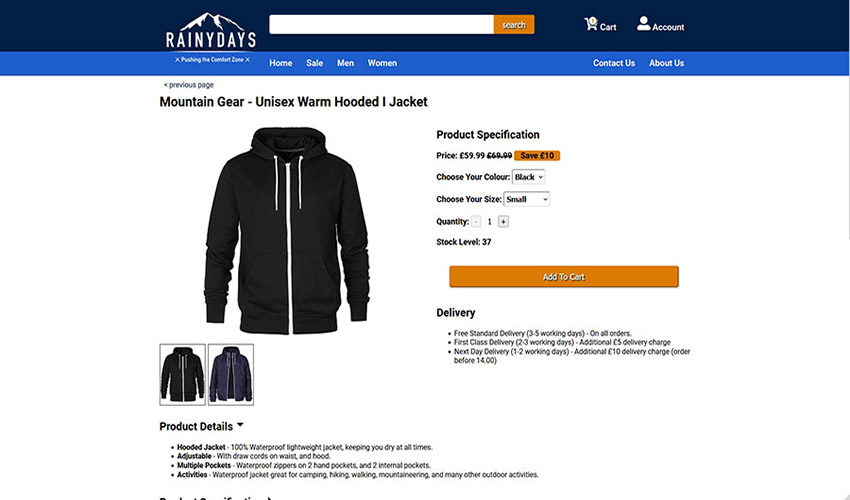 RAINYDAYS
Pushing the Comfort Zone
search
Cart
Account
Home Sale Men Women Contact Us About Us
< previous page
Mountain Gear - Unisex Warm Hooded I Jacket
Product Specification
Price: £59.99 £69.99 Save £10
Choose Your Colour: Black
Choose Your Size: Small
Quantity: - 1 +
Stock Level: 37
Add To Cart
Delivery
Free Standard Delivery (3-5 working days) - On all orders.
First Class Delivery (2-3 working days) - Additional £5 delivery charge
Next Day Delivery (1-2 working days) - Additional £10 delivery charge (order
before 14.00)
Product Details
Hooded Jacket - 100% Waterproof lightweight jacket, keeping you dry at all times.
Adjustable - With draw cords on waist, and hood.
Multiple Pockets - Waterproof zippers on 2 hand pockets, and 2 internal pockets.
Activities - Waterproof jacket great for camping, hiking, walking, mountaineering, and many other outdoor activities.